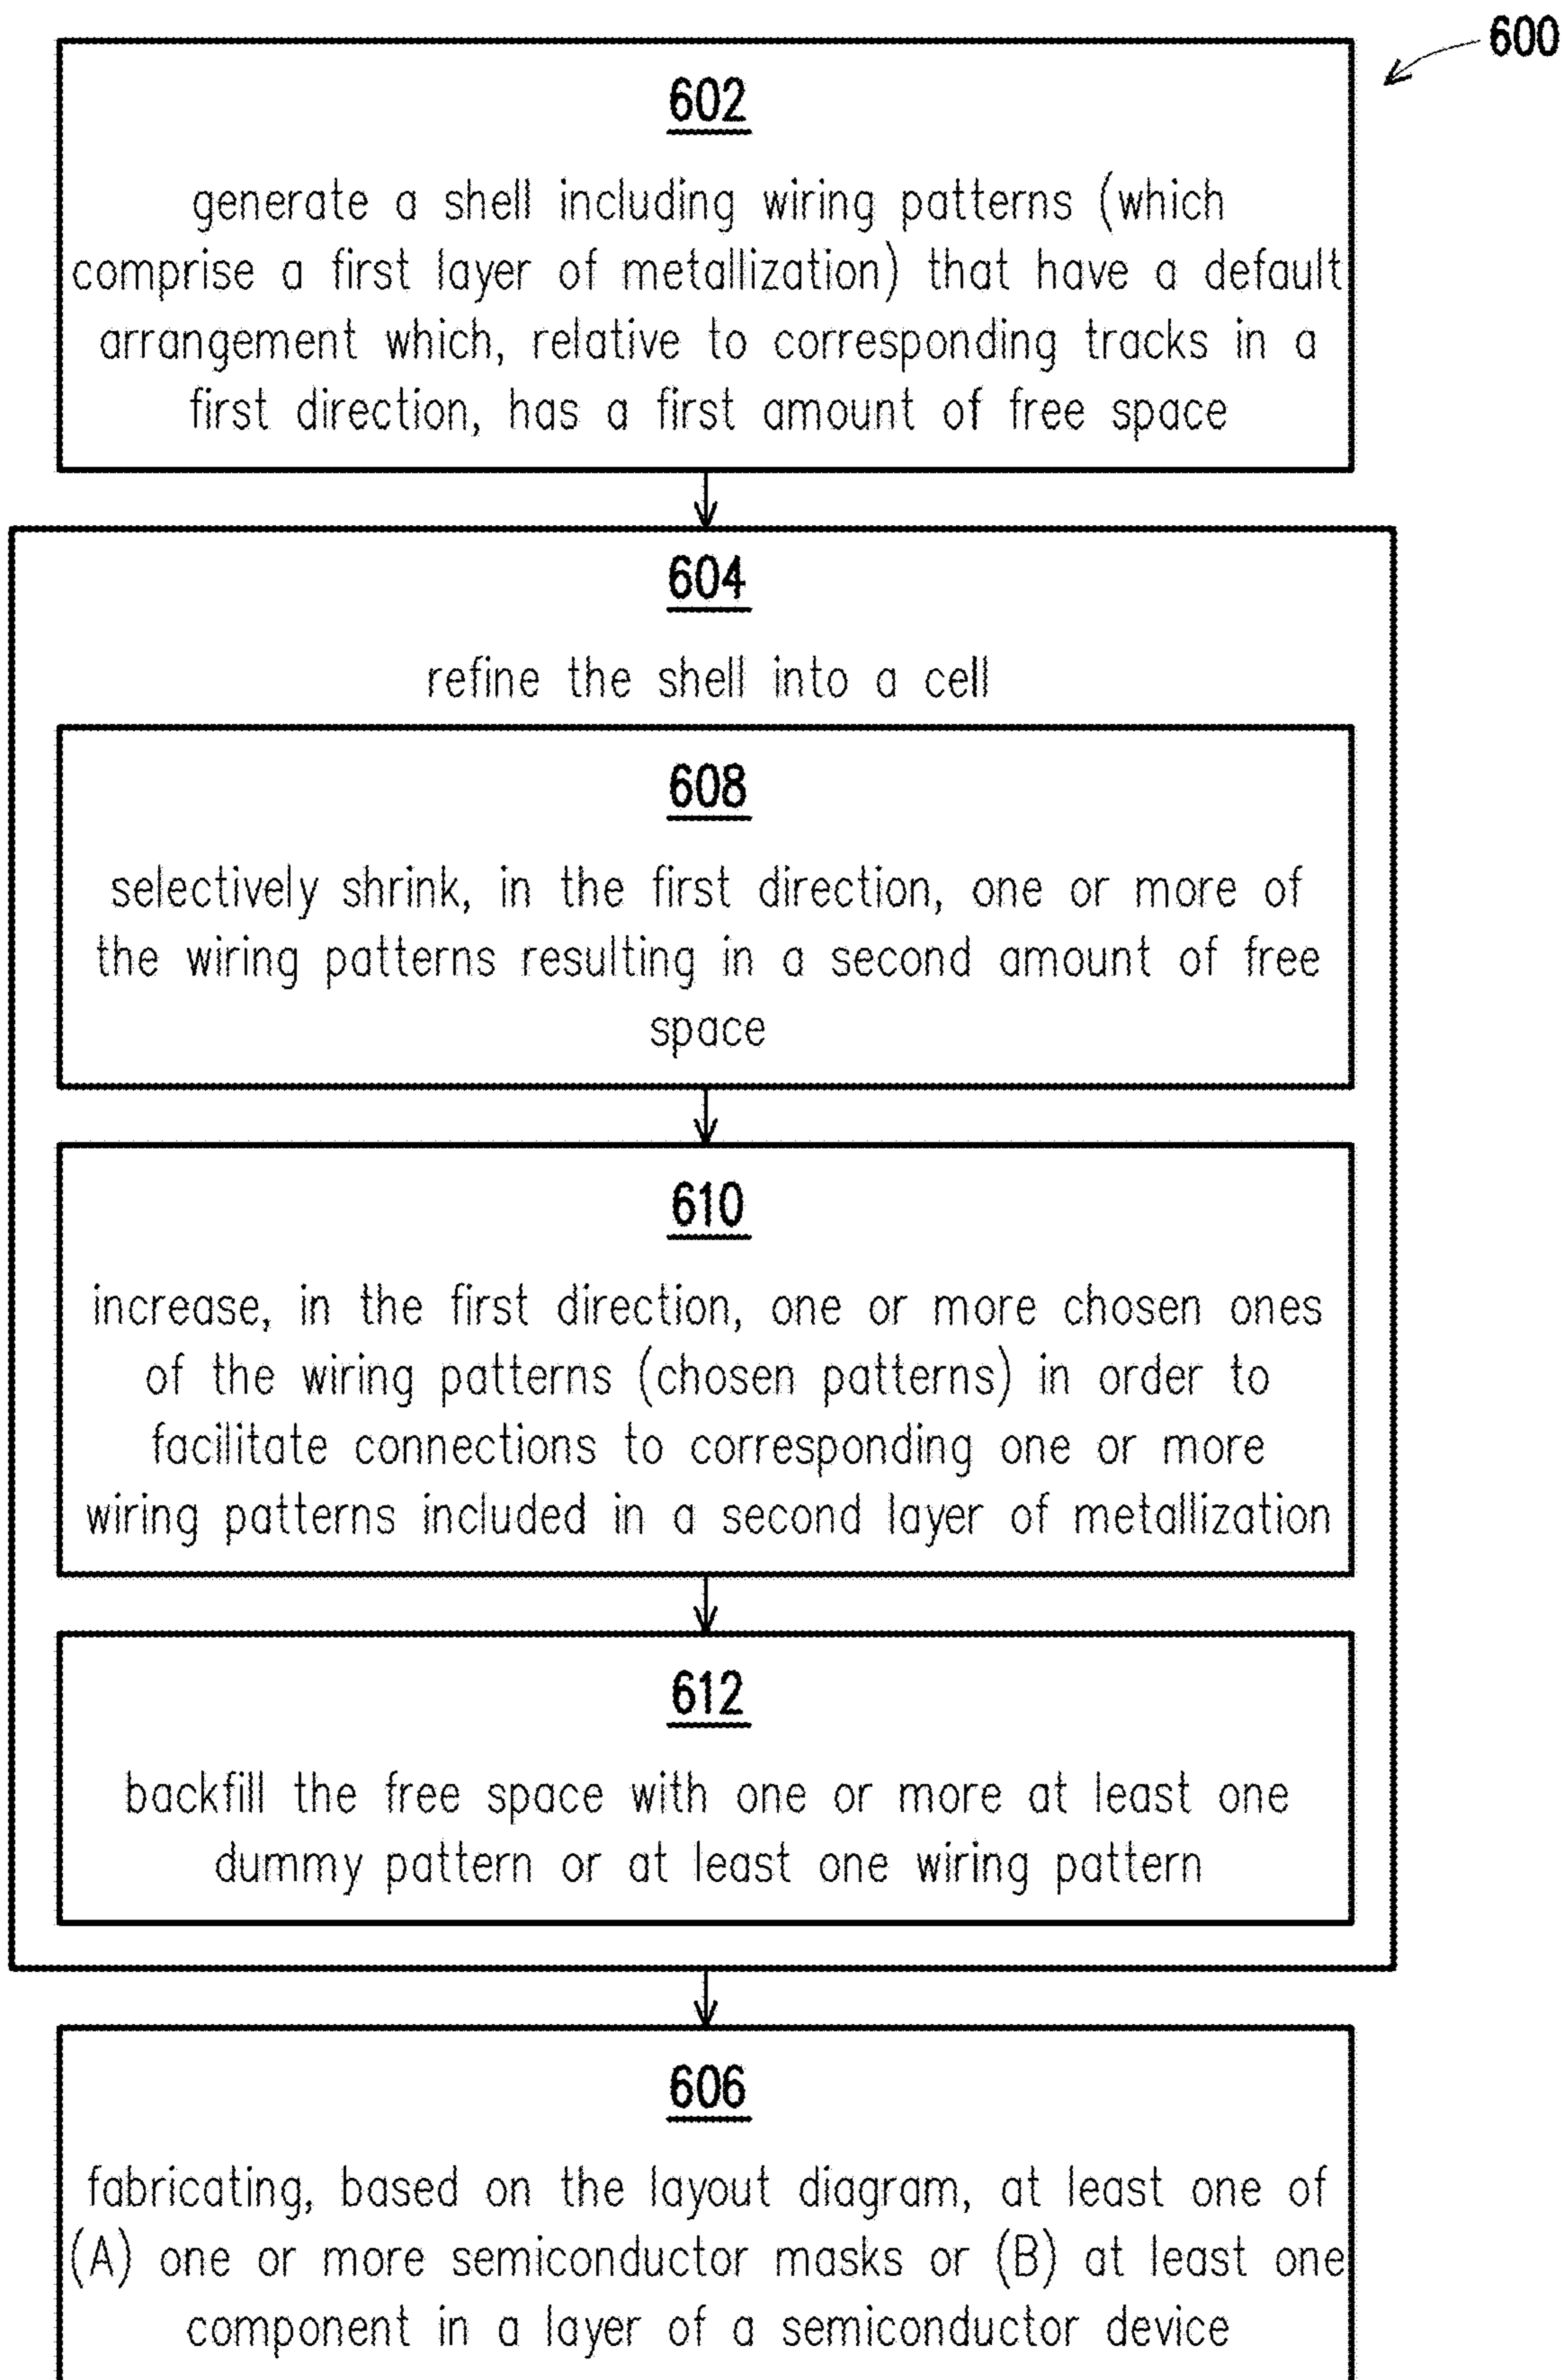 600
602
generate a shell including wiring patterns (which
comprise a first layer of metallization) that have a default
arrangement which, relative to corresponding tracks in a
first direction, has a first amount of free space
604
refine the shell into a cell
608
selectively shrink, in the first direction, one or more of
the wiring patterns resulting in a second amount of free
space
610
increase, in the first direction, one or more chosen ones
of the wiring patterns (chosen patterns) in order to
facilitate connections to corresponding one or more
wiring patterns included in a second layer of metallization
612
backfill the free space with one or more at least one
dummy pattern or at least one wiring pattern
606
fabricating, based on the layout diagram, at least one of
(A) one or more semiconductor masks or (B) at least one
component in a layer of a semiconductor device